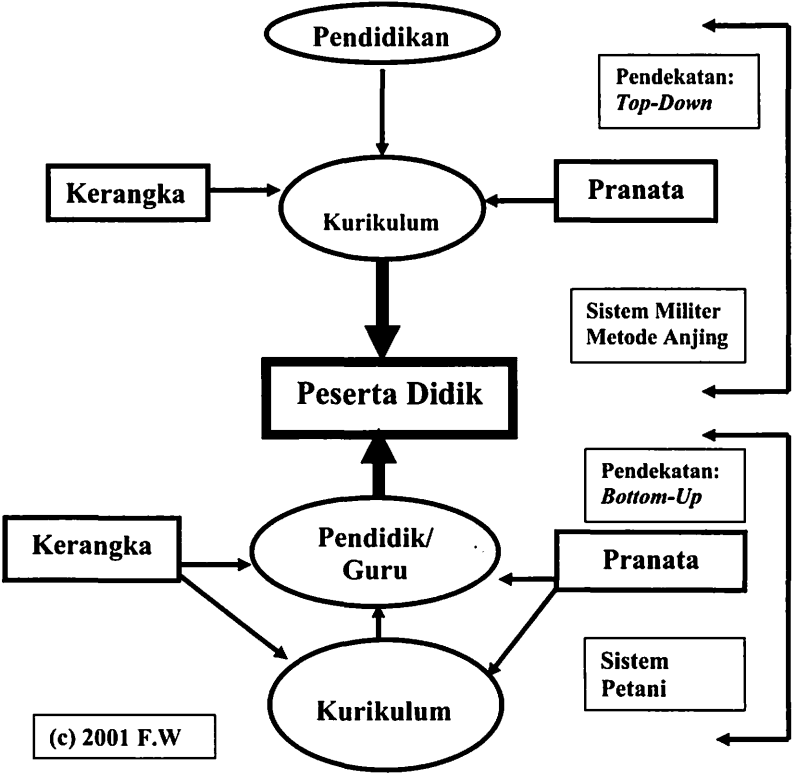 Pendidikan
Pendekatan:
Top-Down
Kerangka
Kurikulum
Pranata
Sistem Militer
Metode Anjing
Peserta Didik
Pendekatan:
Bottom-Up
Kerangka
Pendidik/
Guru
Pranata
Sistem
Petani
Kurikulum
(c) 2001 F.W